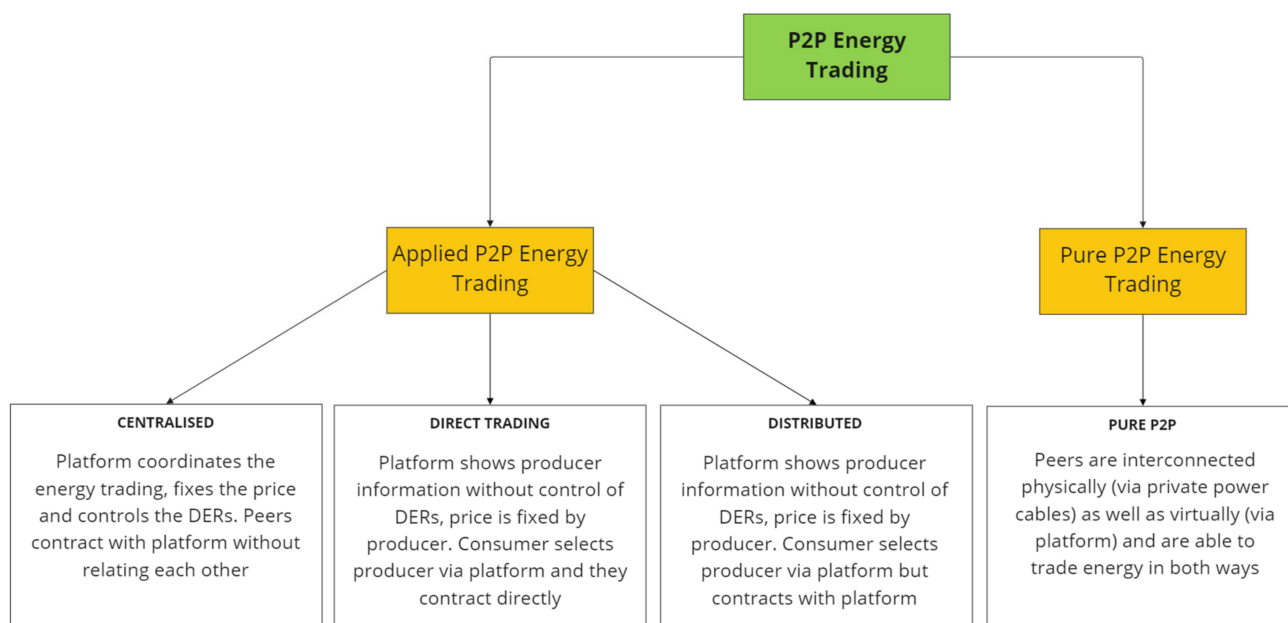 P2P Energy
Trading
Applied P2P Energy
Trading
Pure P2P Energy
Trading
CENTRALISED
Platform coordinates the
energy trading, fixes the price
and controls the DERs. Peers
contract with platform without
relating each other
DIRECT TRADING
Platform shows producer
information without control of
DERs, price is fixed by
producer. Consumer selects
producer via platform and they
contract directly
DISTRIBUTED
Platform shows producer
information without control of
DERs, price is fixed by
producer. Consumer selects
producer via platform but
contracts with platform
PURE P2P
Peers are interconnected
physically (via private power
cables) as well as virtually (via
platform) and are able to
trade energy in both ways